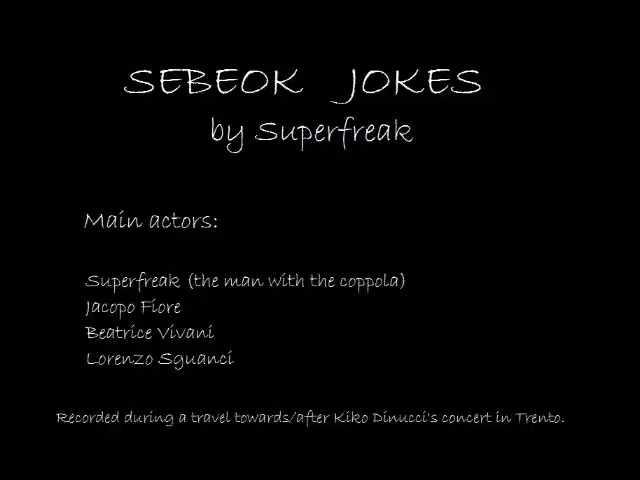 SEBEOK JOKES
by Superfreak
Main actors:
Superfreak (the man with the coppola)
Jacopo Fiore
Beatrice Vivani
Lorenzo Sguanci
Recorded during a travel towards/after Kiko Dinucci's concert in Trento.